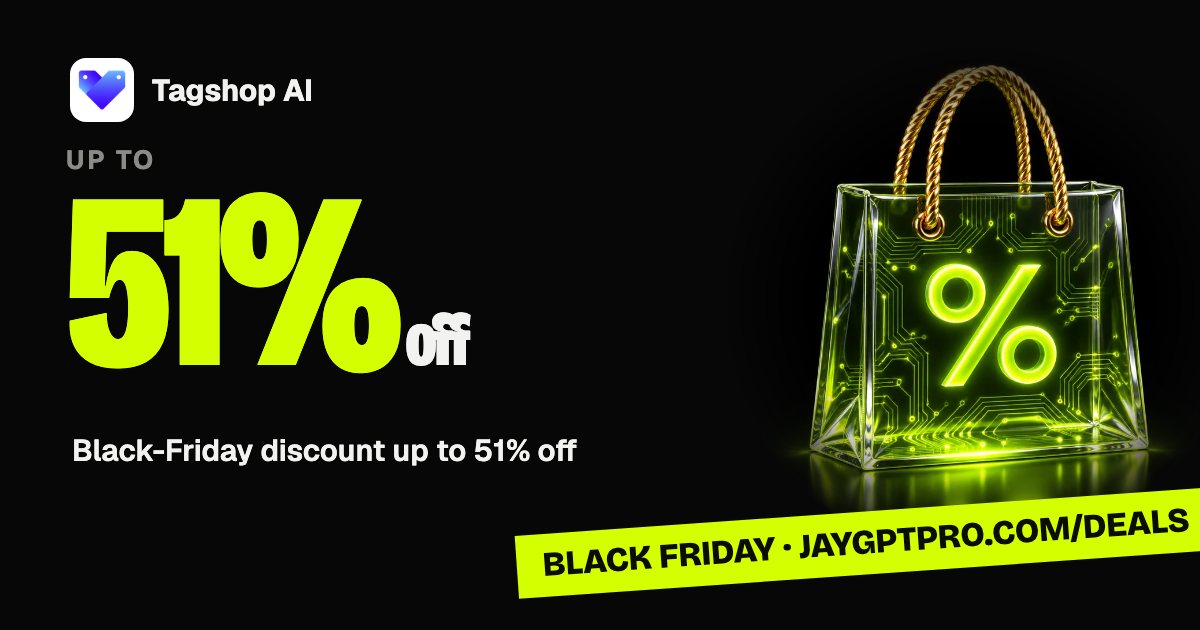 Tagshop AI
UP TO
51% off
Black-Friday discount up to 51% off
%
BLACK FRIDAY · JAYGPTPRO.COM/DEALS